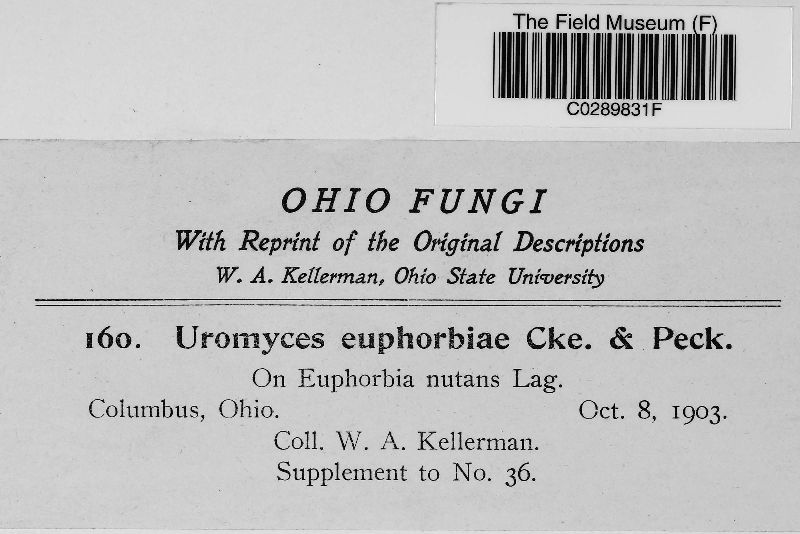 The Field Museum (F)
C0289831F
OHIO FUNGI
With Reprint of the Original Descriptions
W. A. Kellerman, Ohio State University
160. Uromyces euphorbiae Cke. & Peck.
On Euphorbia nutans Lag.
Columbus, Ohio. Oct. 8, 1903.
Coll. W. A. Kellerman.
Supplement to No. 36.